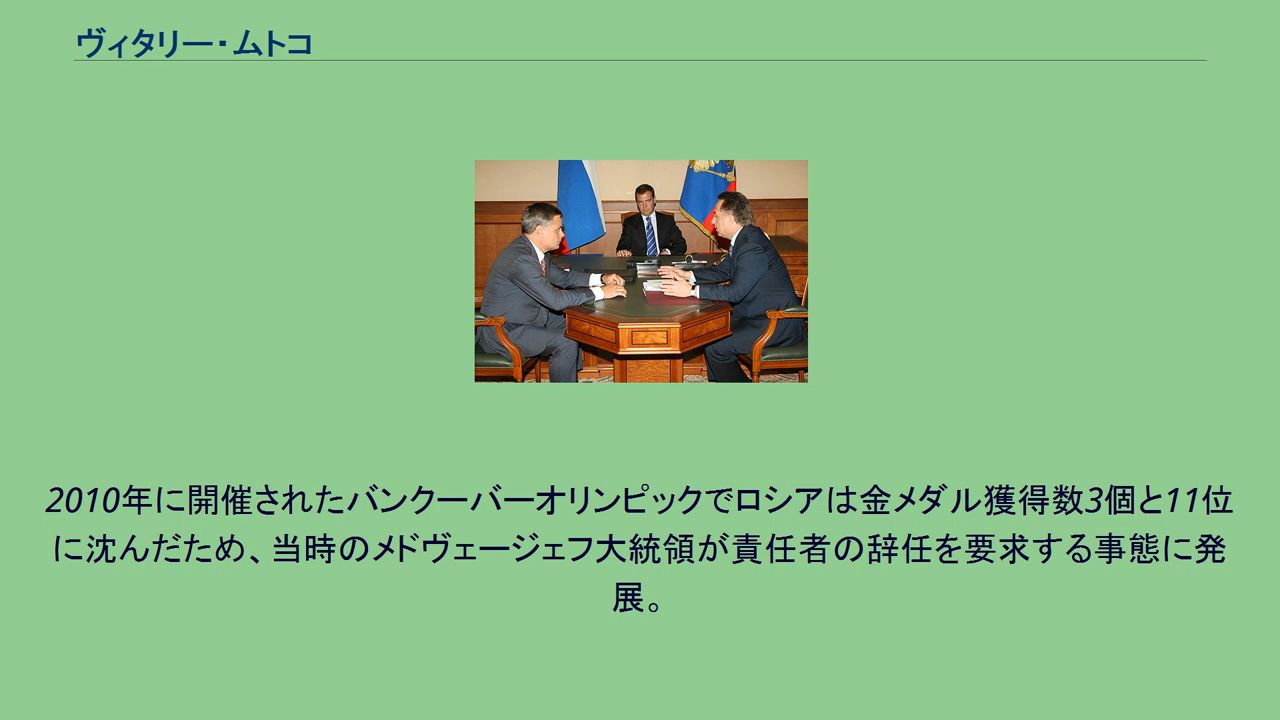 ヴィタリー・ムトコ
2010年に開催されたバンクーバーオリンピックでロシアは金メダル獲得数3個と11位
に沈んだため、当時のメドヴェージェフ大統領が責任者の辞任を要求する事態に発
展。